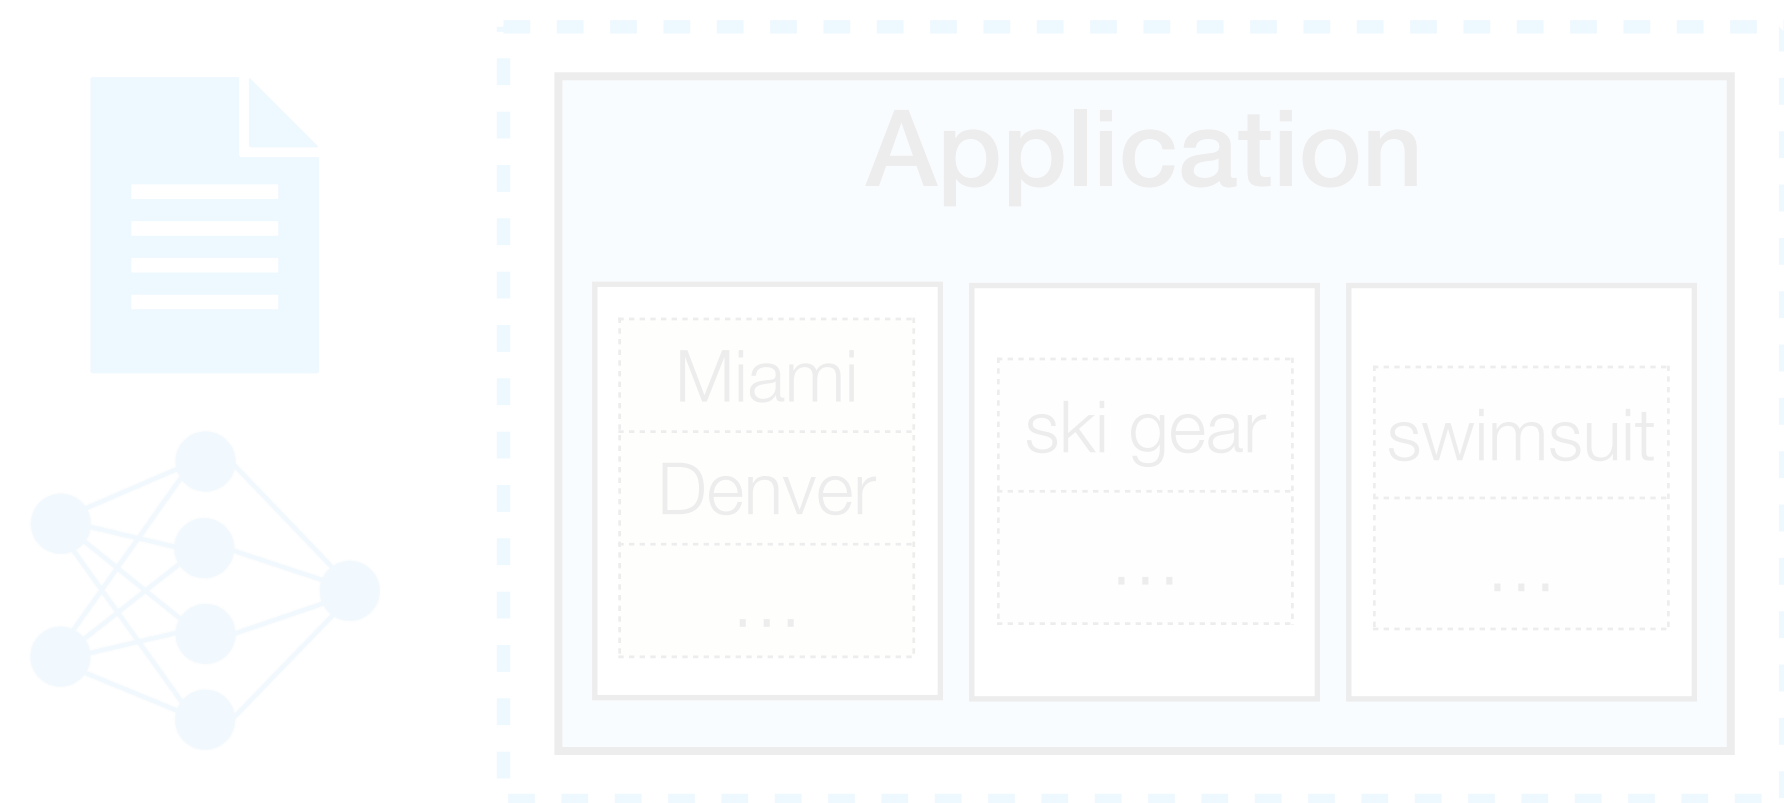 Application
Miami
Denver
...
ski gear
...
swimsuit
...